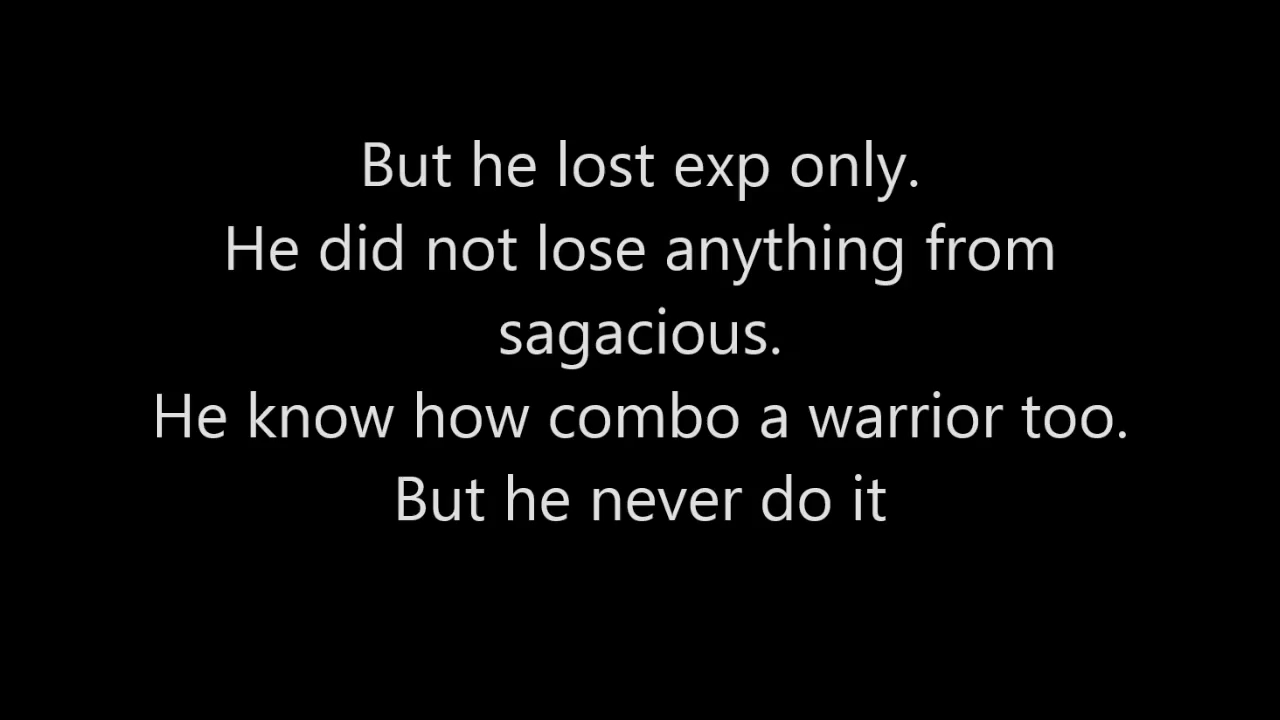 But he lost exp only.
He did not lose anything from
sagacious.
He know how combo a warrior too.
But he never do it